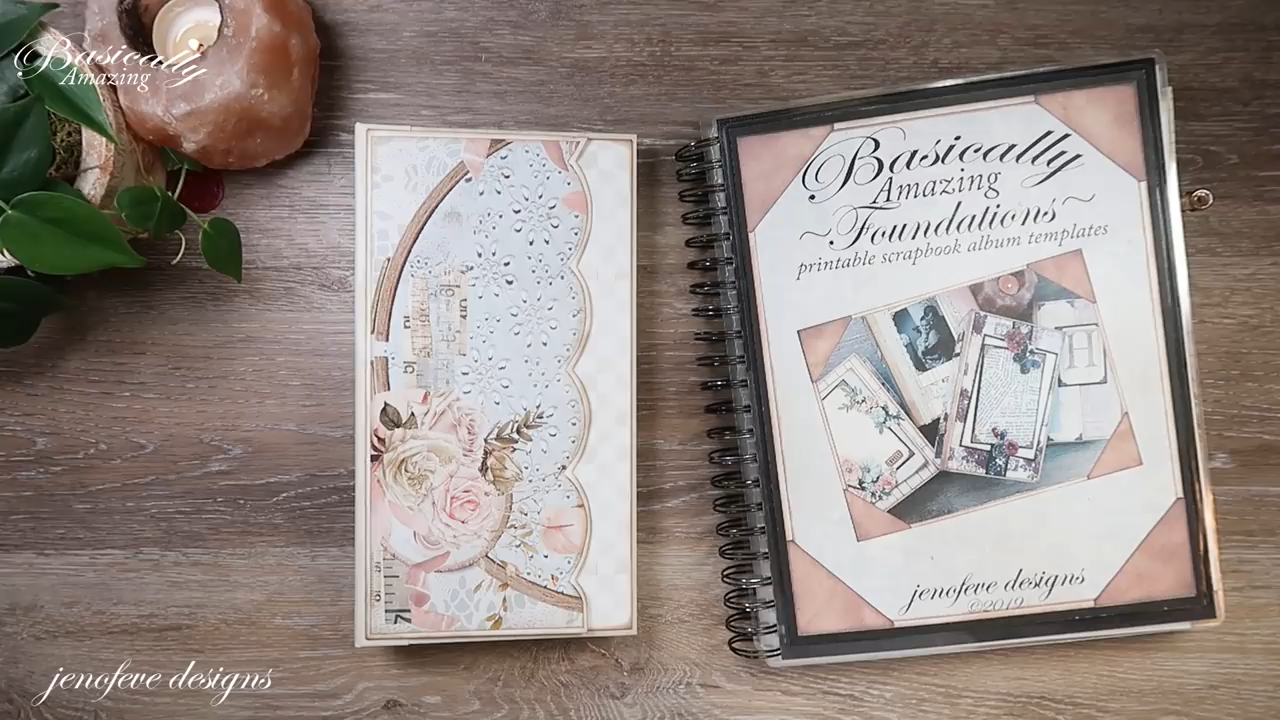 Basically
Amazing
Basically
Amazing
~Foundations~
printable scrapbook album templates
H
jenofeve designs
©2019
jenofeve designs